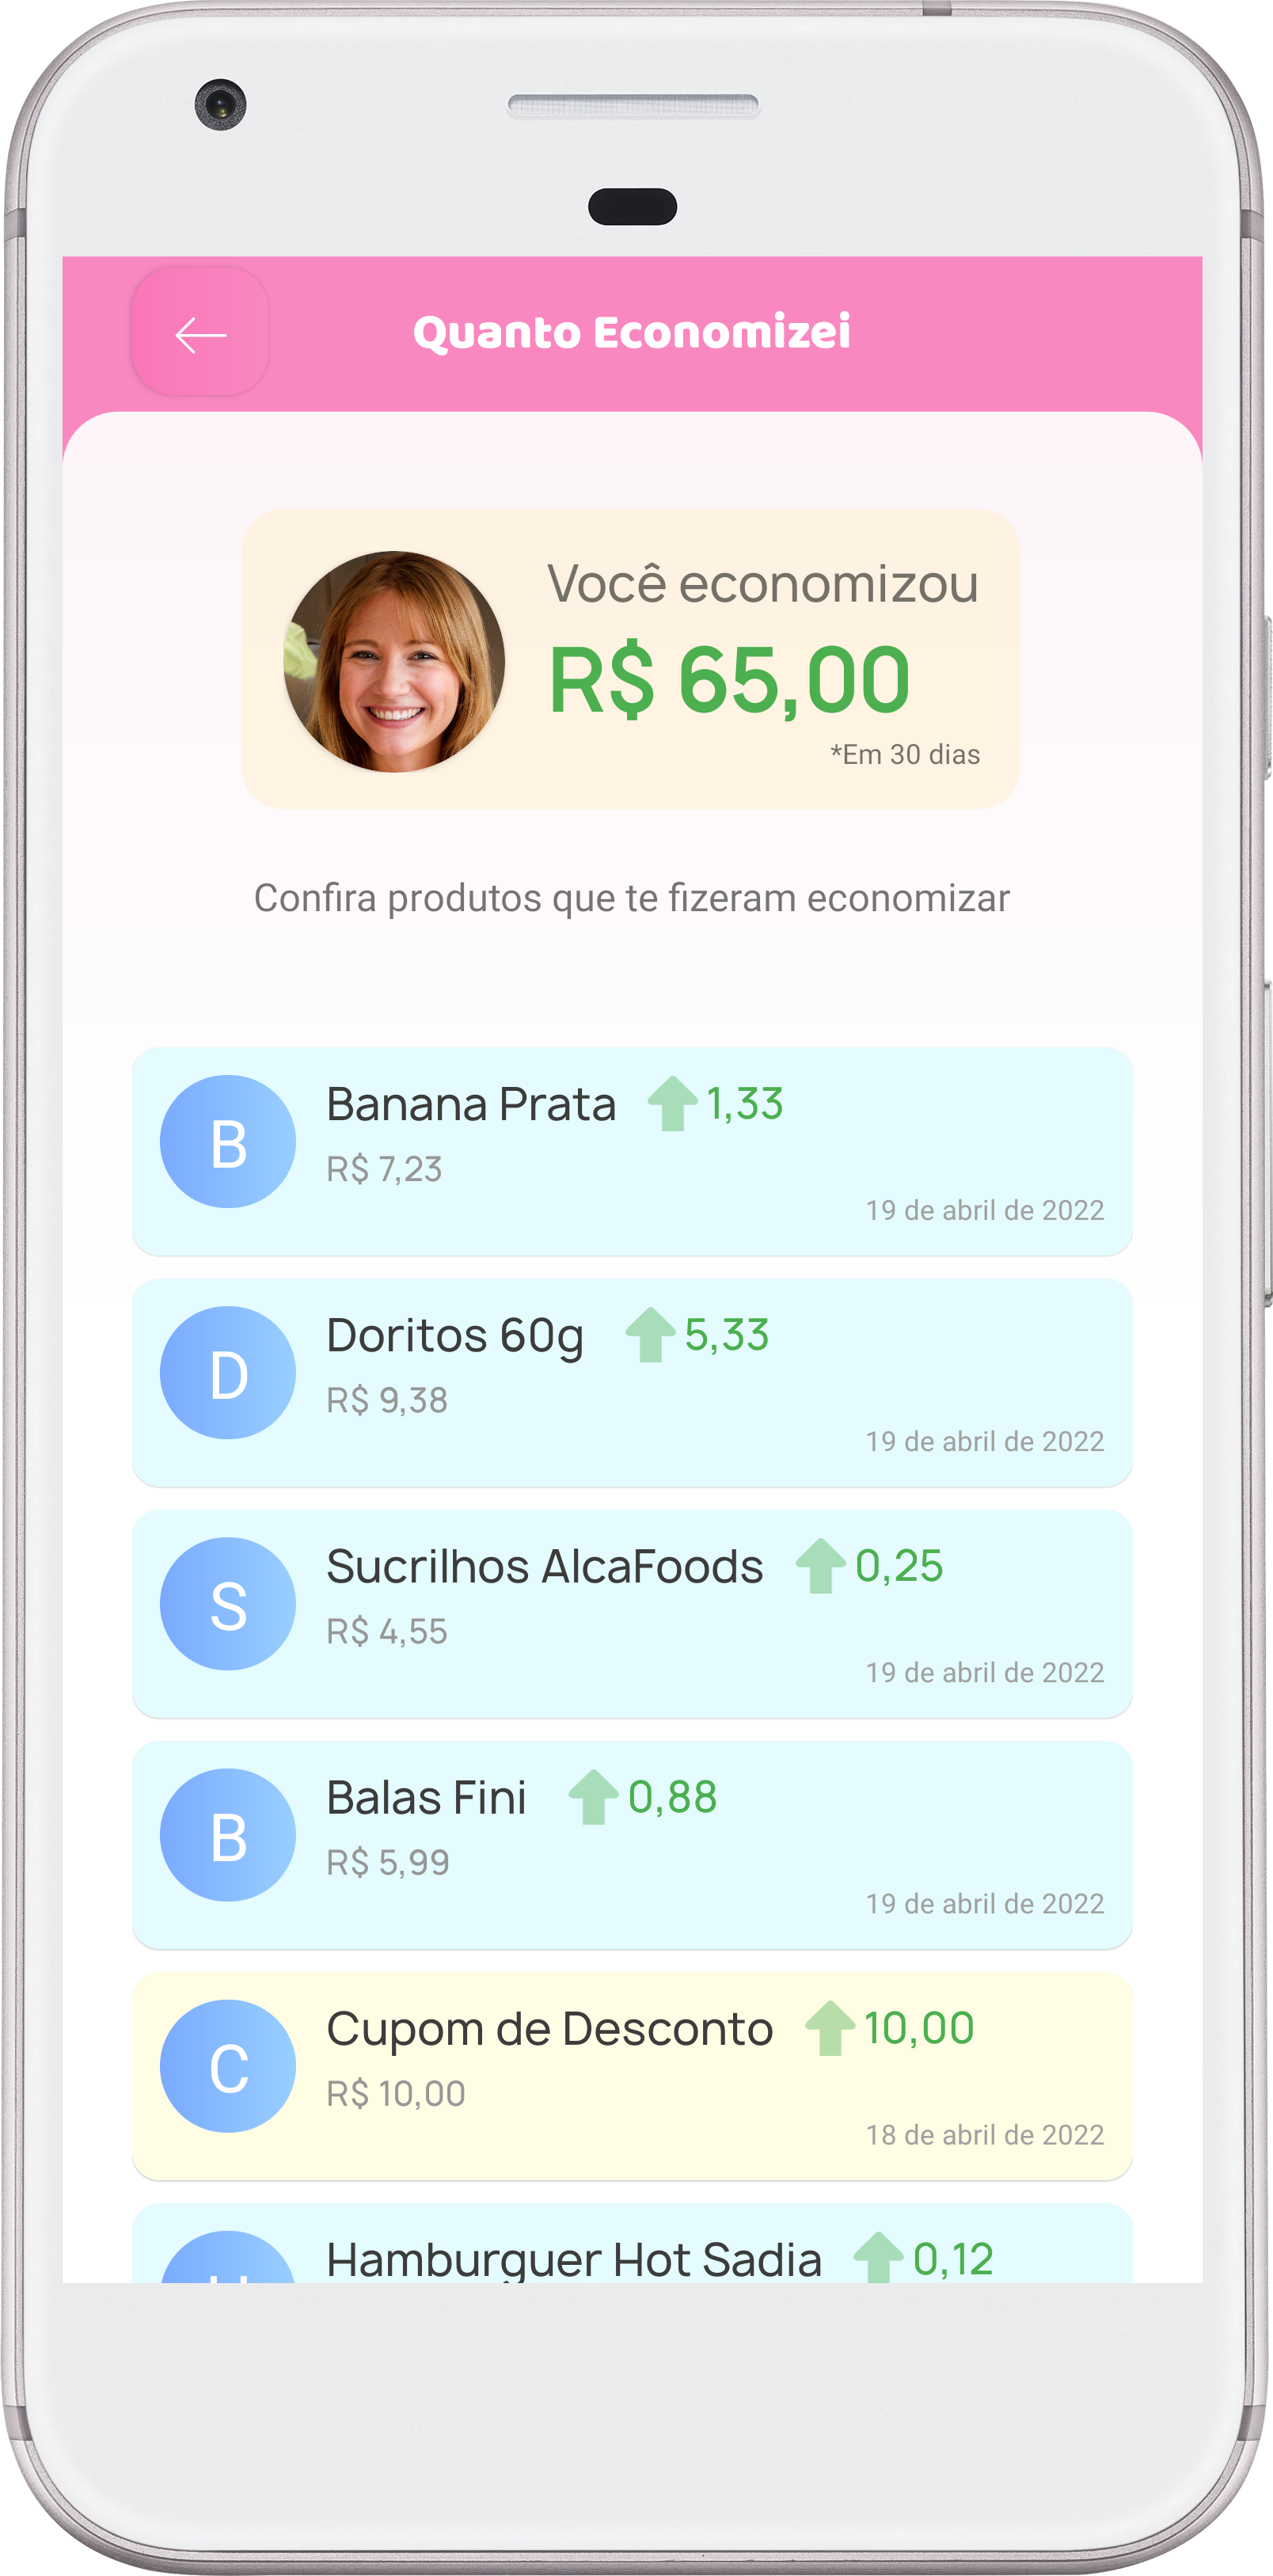 Quanto Economizei
Você economizou
R$ 65,00
*Em 30 dias
Confira produtos que te fizeram economizar
B
Banana Prata 1,33
R$ 7,23
19 de abril de 2022
D
Doritos 60g 5,33
R$ 9,38
19 de abril de 2022
S
Sucrilhos AlcaFoods 0,25
R$ 4,55
19 de abril de 2022
B
Balas Fini 0,88
R$ 5,99
19 de abril de 2022
C
Cupom de Desconto 10,00
R$ 10,00
18 de abril de 2022
Hamburguer Hot Sadia 0,12